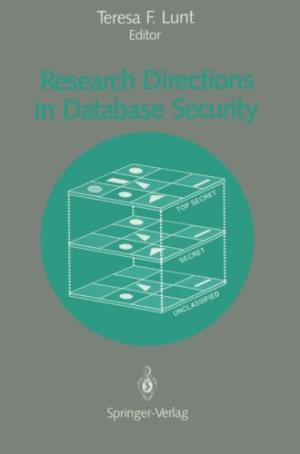 Teresa F. Lunt
Editor
Research Directions
in Database Security
TOP SECRET
SECRET
UNCLASSIFIED
Springer-Verlag